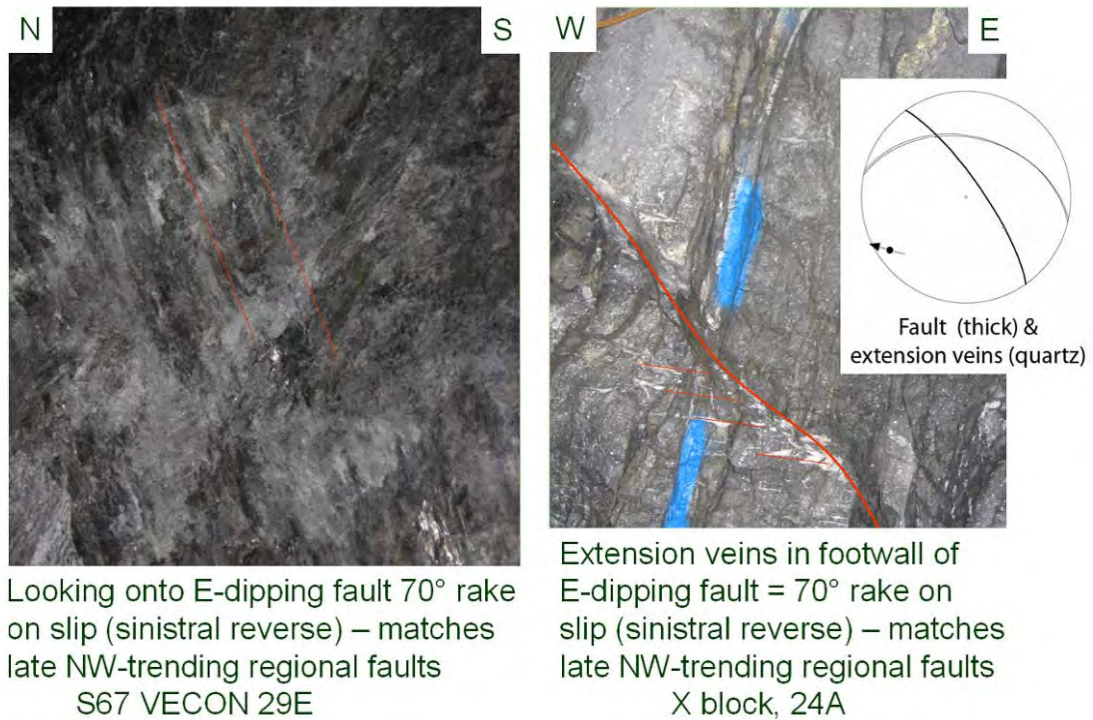 N S
W E
Fault (thick) &
extension veins (quartz)
Looking onto E-dipping fault 70° rake
on slip (sinistral reverse) – matches
late NW-trending regional faults
S67 VECON 29E
Extension veins in footwall of
E-dipping fault = 70° rake on
slip (sinistral reverse) – matches
late NW-trending regional faults
X block, 24A